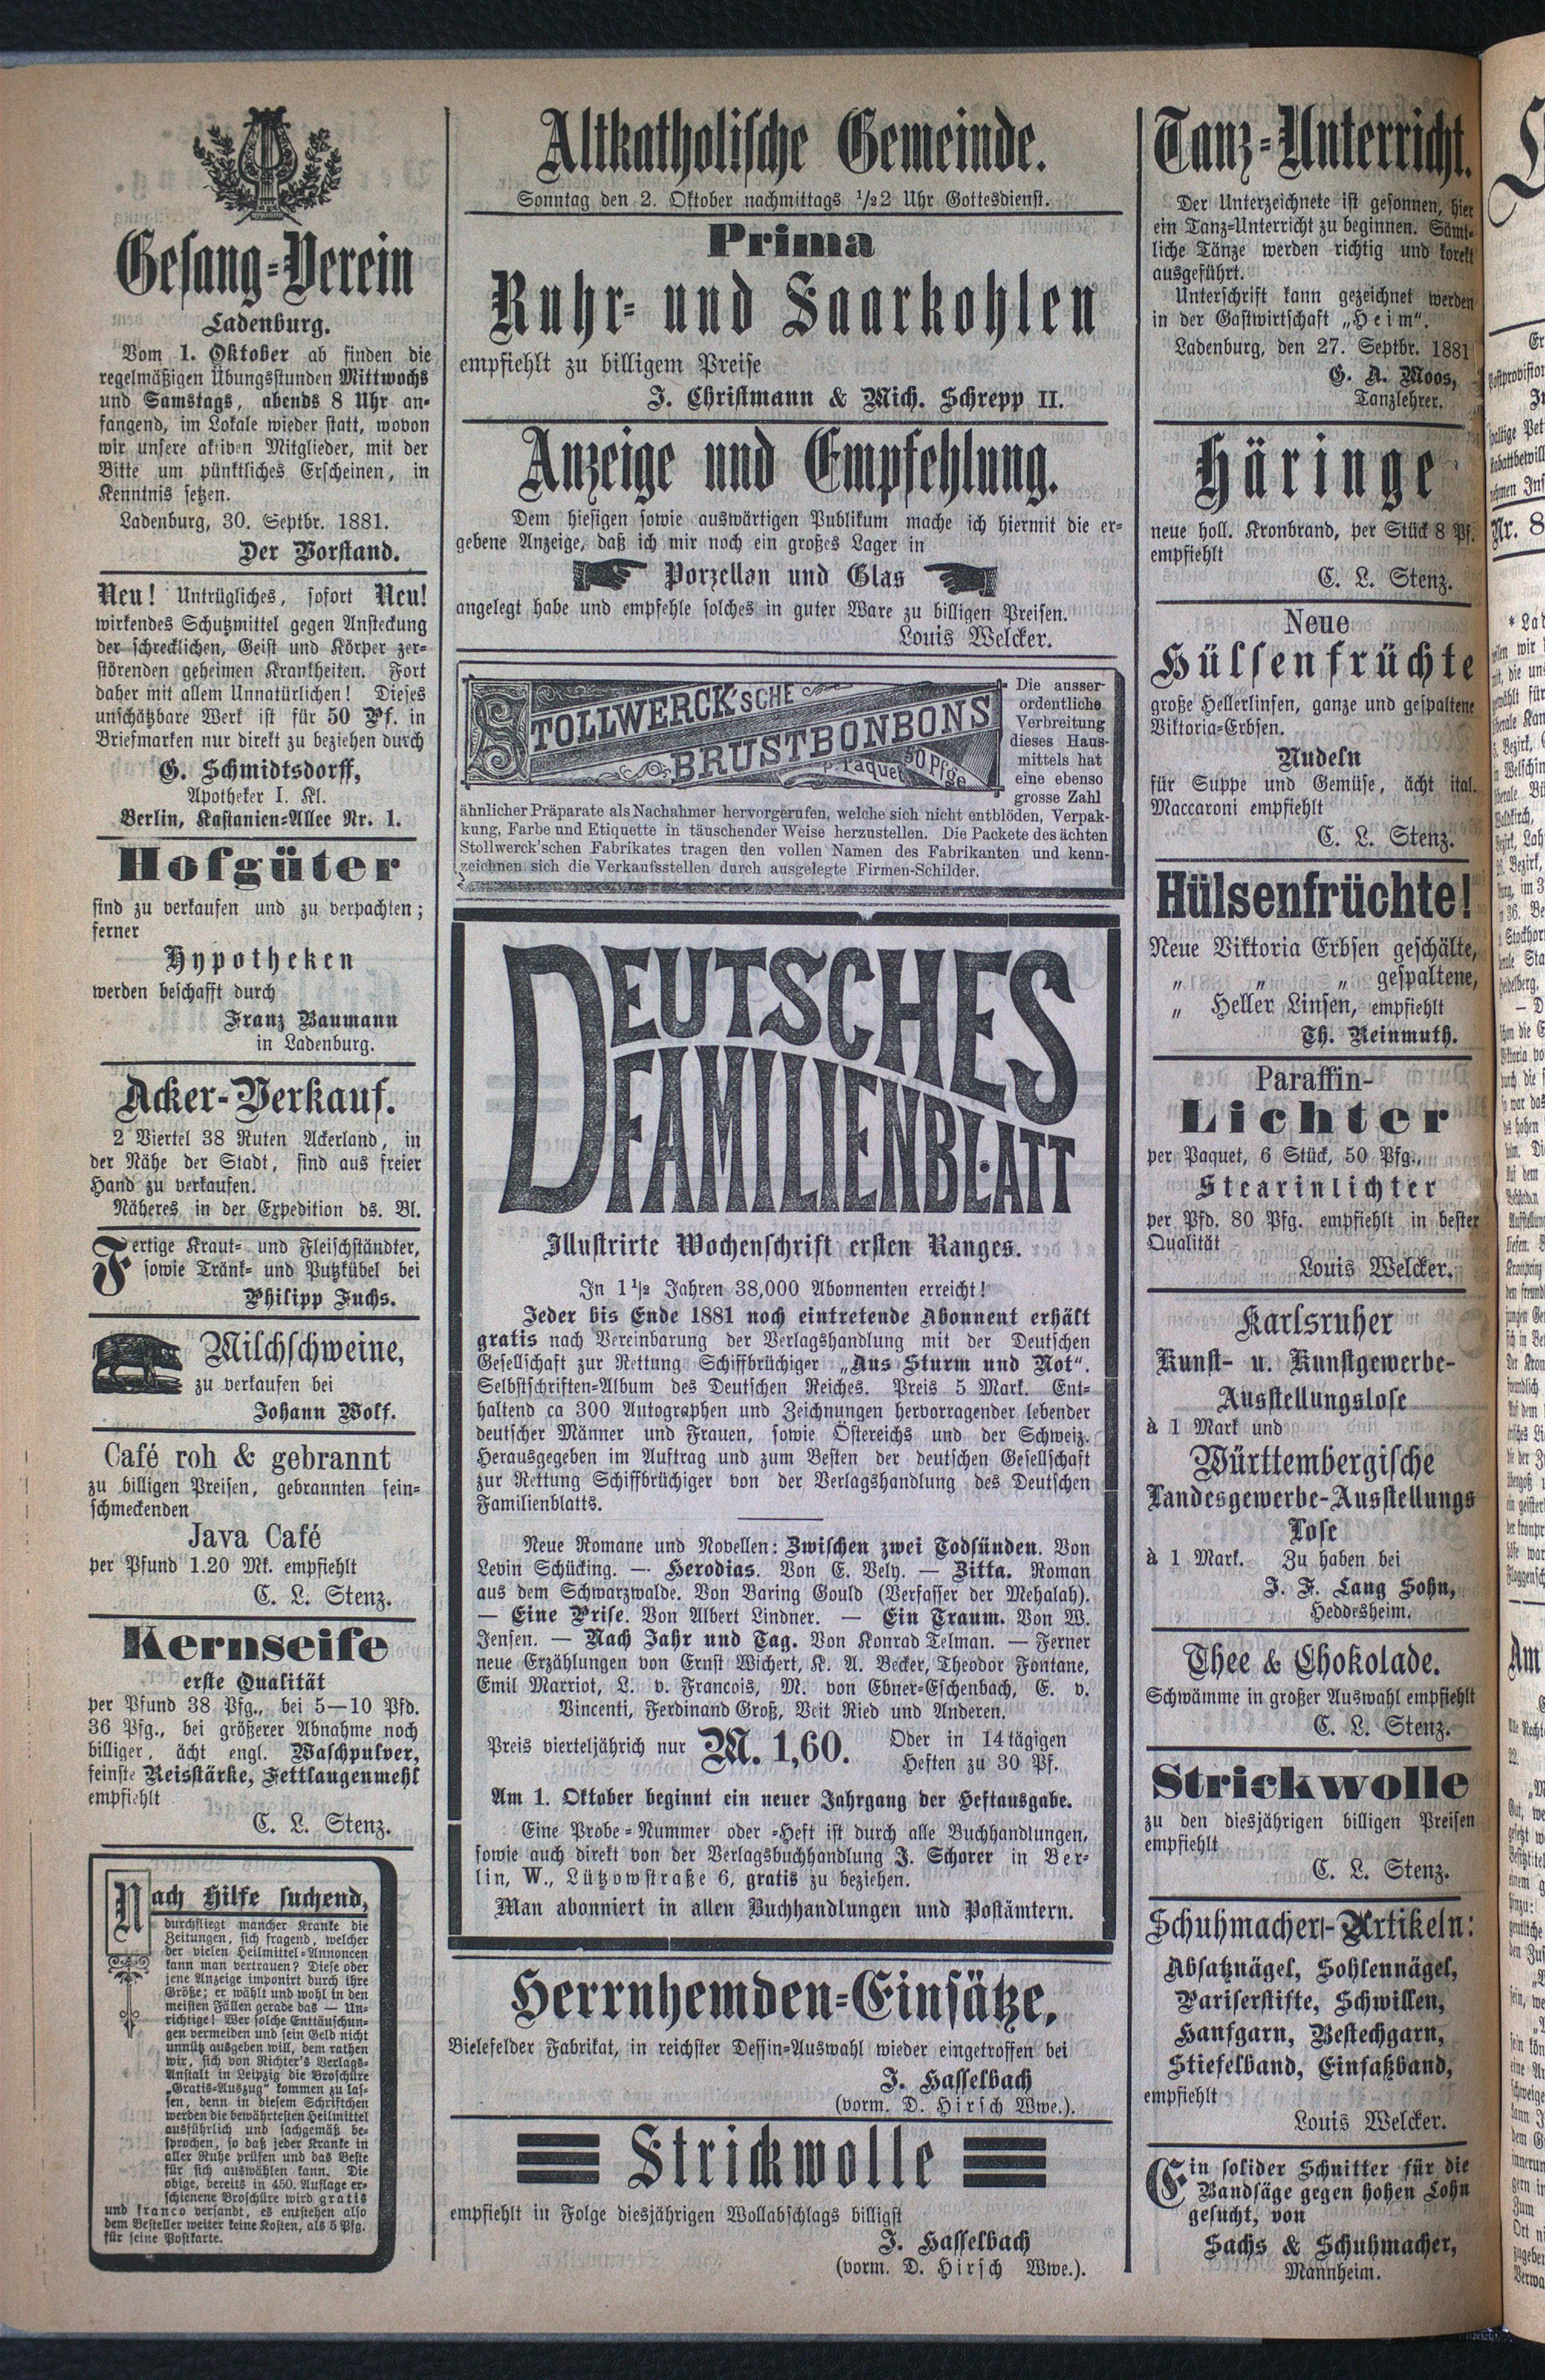 Gesang-Verein
Ladenburg.
Vom 1. Oktober ab finden die
regelmäßigen Übungsstunden Mittwochs
und Samstags, abends 8 Uhr an-
fangend, im Lokale wieder statt, wovon
wir unsere aktiven Mitglieder, mit der
Bitte um pünktliches Erscheinen, in
Kenntnis setzen.
Ladenburg, 30. Septbr. 1881.
Der Vorstand.
Neu! Untrügliches, sofort Neu!
wirkendes Schutzmittel gegen Ansteckung
der schrecklichen, Geist und Körper zer-
störenden geheimen Krankheiten. Fort
daher mit allem Unnatürlichen! Dieses
unschätzbare Werk ist für 50 Pf. in
Briefmarken nur direkt zu beziehen durch
G. Schmidtsdorff,
Apotheker I. Kl.
Berlin, Kastanien-Allee Nr. 1.
Hofgüter
sind zu verkaufen und zu verpachten;
ferner
Hypotheken
werden beschafft durch
Franz Baumann
in Ladenburg.
Acker-Verkauf.
2 Viertel 38 Ruten Ackerland, in
der Nähe der Stadt, sind aus freier
Hand zu verkaufen.
Näheres in der Expedition ds. Bl.
Fertige Kraut- und Fleischständter,
sowie Tränk- und Putzkübel bei
Philipp Fuchs.
Milchschweine,
zu verkaufen bei
Johann Wolf.
Café roh & gebrannt
zu billigen Preisen, gebrannten fein-
schmeckenden
Java Café
per Pfund 1.20 Mk. empfiehlt
C. L. Stenz.
Kernseife
erste Qualität
per Pfund 38 Pfg., bei 5—10 Pfd.
36 Pfg., bei größerer Abnahme noch
billiger, ächt engl. Waschpulver,
feinste Reisstärke, Fettlaugenmehl
empfiehlt
C. L. Stenz.
Nach Hilfe suchend,
durchfliegt mancher Kranke die
Zeitungen, sich fragend, welcher
der vielen Heilmittel-Annoncen
kann man vertrauen? Diese oder
jene Anzeige imponirt durch ihre
Größe; er wählt und wohl in den
meisten Fällen gerade das — Un-
richtige! Wer solche Enttäuschun-
gen vermeiden und sein Geld nicht
unnütz ausgeben will, dem rathen
wir, sich von Richter's Verlags-
Anstalt in Leipzig die Broschüre
„Gratis-Auszug" kommen zu las-
sen, denn in diesem Schriftchen
werden die bewährtesten Heilmittel
ausführlich und sachgemäß be-
sprochen, so daß jeder Kranke in
aller Ruhe prüfen und das Beste
für sich auswählen kann. Die
obige, bereits in 450. Auflage er-
schienene Broschüre wird gratis
und franco versandt, es entstehen also
dem Besteller weiter keine Kosten, als 5 Pfg.
für seine Postkarte.
Altkatholische Gemeinde.
Sonntag den 2. Oktober nachmittags 1/2 2 Uhr Gottesdienst.
Prima
Ruhr- und Saarkohlen
empfiehlt zu billigem Preise
J. Christmann & Mich. Schrepp II.
Anzeige und Empfehlung.
Dem hiesigen sowie auswärtigen Publikum mache ich hiermit die er-
gebene Anzeige, daß ich mir noch ein großes Lager in
Porzellan und Glas
angelegt habe und empfehle solches in guter Ware zu billigen Preisen.
Louis Welcker.
STOLLWERCK'SCHE
BRUSTBONBONS
p. Paquet 50 Pfge
Die ausser-
ordentliche
Verbreitung
dieses Haus-
mittels hat
eine ebenso
grosse Zahl
ähnlicher Präparate als Nachahmer hervorgerufen, welche sich nicht entblöden, Verpak-
kung, Farbe und Etiquette in täuschender Weise herzustellen. Die Packete des ächten
Stollwerck'schen Fabrikates tragen den vollen Namen des Fabrikanten und kenn-
zeichnen sich die Verkaufsstellen durch ausgelegte Firmen-Schilder.
DEUTSCHES
FAMILIENBLATT
Illustrirte Wochenschrift ersten Ranges.
In 1 1/2 Jahren 38,000 Abonnenten erreicht!
Jeder bis Ende 1881 noch eintretende Abonnent erhält
gratis nach Vereinbarung der Verlagshandlung mit der Deutschen
Gesellschaft zur Rettung Schiffbrüchiger „Aus Sturm und Not".
Selbstschriften-Album des Deutschen Reiches. Preis 5 Mark. Ent-
haltend ca 300 Autographen und Zeichnungen hervorragender lebender
deutscher Männer und Frauen, sowie Östereichs und der Schweiz.
Herausgegeben im Auftrag und zum Besten der deutschen Gesellschaft
zur Rettung Schiffbrüchiger von der Verlagshandlung des Deutschen
Familienblatts.
Neue Romane und Novellen: Zwischen zwei Todsünden. Von
Levin Schücking. — Herodias. Von E. Vely. — Zitta. Roman
aus dem Schwarzwalde. Von Baring Gould (Verfasser der Mehalah).
— Eine Prise. Von Albert Lindner. — Ein Traum. Von W.
Jensen. — Nach Jahr und Tag. Von Konrad Telman. — Ferner
neue Erzählungen von Ernst Wichert, K. A. Becker, Theodor Fontane,
Emil Marriot, L. v. Francois, M. von Ebner-Eschenbach, E. v.
Vincenti, Ferdinand Groß, Veit Ried und Anderen.
Preis vierteljährich nur M. 1,60. Oder in 14tägigen
Heften zu 30 Pf.
Am 1. Oktober beginnt ein neuer Jahrgang der Heftausgabe.
Eine Probe-Nummer oder -Heft ist durch alle Buchhandlungen,
sowie auch direkt von der Verlagsbuchhandlung J. Schorer in Ber-
lin, W., Lützowstraße 6, gratis zu beziehen.
Man abonniert in allen Buchhandlungen und Postämtern.
Herrnhemden-Einsätze,
Bielefelder Fabrikat, in reichster Dessin-Auswahl wieder eingetroffen bei
J. Hasselbach
(vorm. D. Hirsch Wwe.).
Strickwolle
empfiehlt in Folge diesjährigen Wollabschlags billigst
J. Hasselbach
(vorm. D. Hirsch Wwe.).
Tanz-Unterricht.
Der Unterzeichnete ist gesonnen, hier
ein Tanz-Unterricht zu beginnen. Sämt-
liche Tänze werden richtig und korekt
ausgeführt.
Unterschrift kann gezeichnet werden
in der Gastwirtschaft „Heim".
Ladenburg, den 27. Septbr. 1881
G. A. Moos,
Tanzlehrer.
Häringe
neue holl. Kronbrand, per Stück 8 Pf.
empfiehlt
C. L. Stenz.
Neue
Hülsenfrüchte
große Hellerlinsen, ganze und gespaltene
Viktoria-Erbsen.
Nudeln
für Suppe und Gemüse, ächt ital.
Maccaroni empfiehlt
C. L. Stenz.
Hülsenfrüchte!
Neue Viktoria Erbsen geschälte,
„ „ „ gespaltene,
„ Heller Linsen, empfiehlt
Th. Reinmuth.
Paraffin-
Lichter
per Paquet, 6 Stück, 50 Pfg.,
Stearinlichter
per Pfd. 80 Pfg. empfiehlt in bester
Qualität
Louis Welcker.
Karlsruher
Kunst- u. Kunstgewerbe-
Ausstellungslose
à 1 Mark und
Württembergische
Landesgewerbe-Ausstellungs
Lose
à 1 Mark. Zu haben bei
J. F. Lang Sohn,
Heddesheim.
Thee & Chokolade.
Schwämme in großer Auswahl empfiehlt
C. L. Stenz.
Strickwolle
zu den diesjährigen billigen Preisen
empfiehlt
C. L. Stenz.
Schuhmacher-Artikeln:
Absatznägel, Sohlennägel,
Pariserstifte, Schwillen,
Hanfgarn, Bestechgarn,
Stiefelband, Einfaßband,
empfiehlt
Louis Welcker.
Ein solider Schnitter für die
Bandsäge gegen hohen Lohn
gesucht, von
Sachs & Schuhmacher,
Mannheim.
Nr. 8